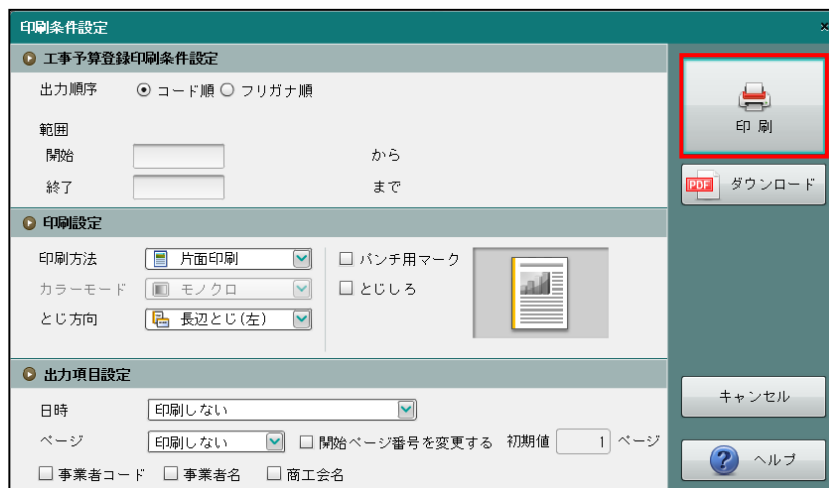 印刷条件設定 ×
工事予算登録印刷条件設定
出力順序 コード順 フリガナ順
範囲
開始 から
終了 まで
印刷設定
印刷方法 片面印刷 パンチ用マーク
カラーモード モノクロ とじしろ
とじ方向 長辺とじ(左)
出力項目設定
日時 印刷しない
ページ 印刷しない 開始ページ番号を変更する 初期値 1 ページ
事業者コード 事業者名 商工会名
印 刷
PDF ダウンロード
キャンセル
? ヘルプ